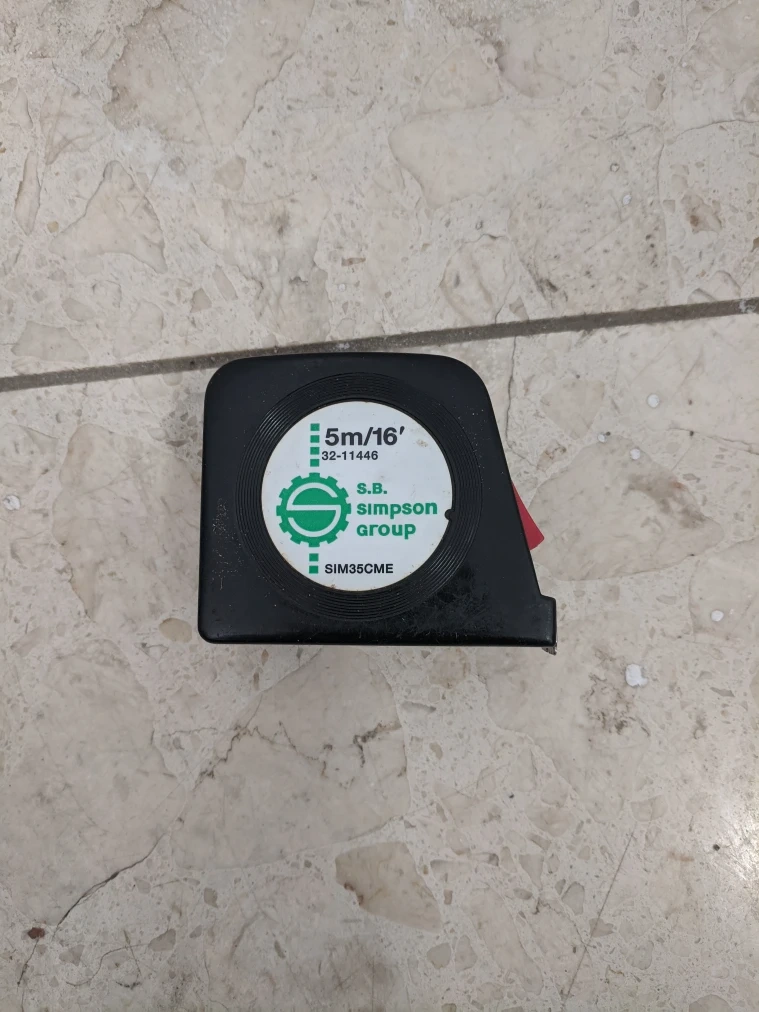 5m/16'
32-11446
S.B.
simpson
Group
SIM35CME